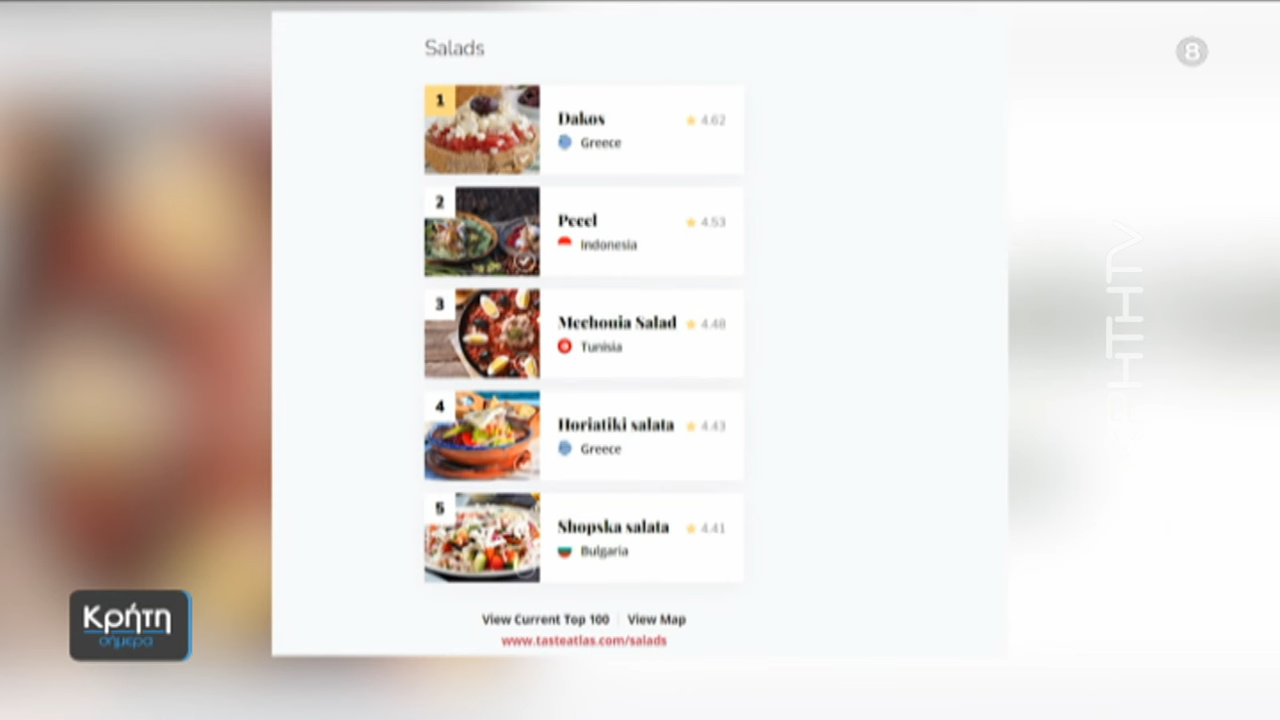 Salads
8
1
Dakos
4.62
Greece
2
Pecel
4.53
Indonesia
3
Mechouia Salad
4.48
Tunisia
4
Horiatiki salata
4.43
Greece
5
Shopska salata
4.41
Bulgaria
View Current Top 100
View Map
www.tasteatlas.com/salads
Κρήτη
σήμερα
ΚΡΗΤΗTV